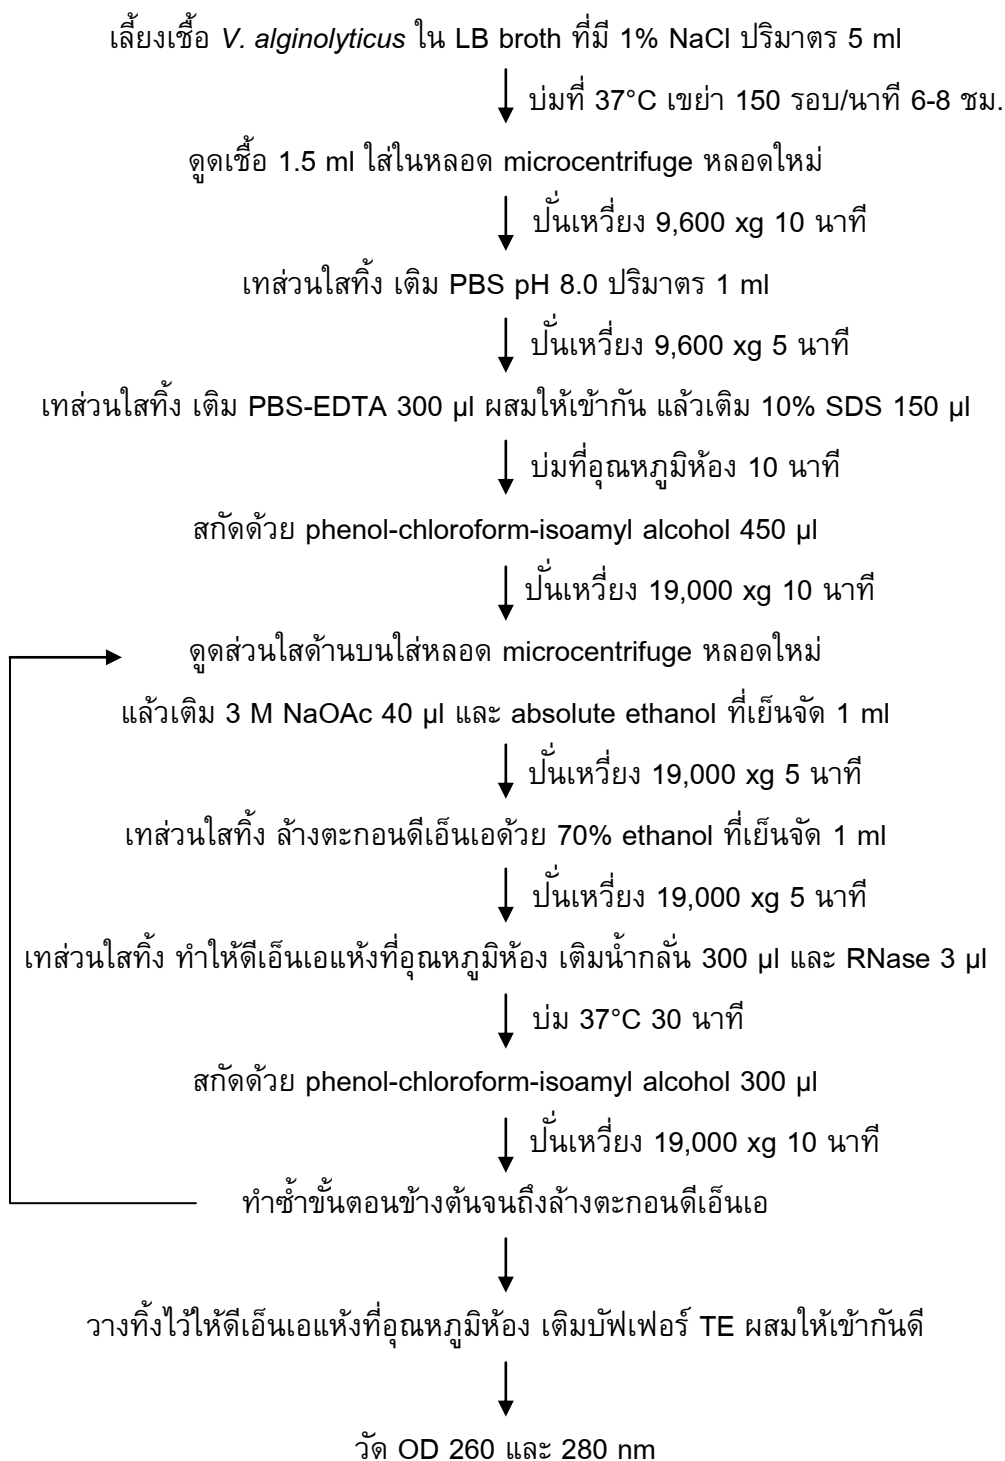 เลี้ยงเชื้อ V. alginolyticus ใน LB broth ที่มี 1% NaCl ปริมาตร 5 ml
บ่มที่ 37°C เขย่า 150 รอบ/นาที 6-8 ชม.
ดูดเชื้อ 1.5 ml ใส่ในหลอด microcentrifuge หลอดใหม่
ปั่นเหวี่ยง 9,600 xg 10 นาที
เทส่วนใสทิ้ง เติม PBS pH 8.0 ปริมาตร 1 ml
ปั่นเหวี่ยง 9,600 xg 5 นาที
เทส่วนใสทิ้ง เติม PBS-EDTA 300 µl ผสมให้เข้ากัน แล้วเติม 10% SDS 150 µl
บ่มที่อุณหภูมิห้อง 10 นาที
สกัดด้วย phenol-chloroform-isoamyl alcohol 450 µl
ปั่นเหวี่ยง 19,000 xg 10 นาที
ดูดส่วนใสด้านบนใส่หลอด microcentrifuge หลอดใหม่
แล้วเติม 3 M NaOAc 40 µl และ absolute ethanol ที่เย็นจัด 1 ml
ปั่นเหวี่ยง 19,000 xg 5 นาที
เทส่วนใสทิ้ง ล้างตะกอนดีเอ็นเอด้วย 70% ethanol ที่เย็นจัด 1 ml
ปั่นเหวี่ยง 19,000 xg 5 นาที
เทส่วนใสทิ้ง ทำให้ดีเอ็นเอแห้งที่อุณหภูมิห้อง เติมน้ำกลั่น 300 µl และ RNase 3 µl
บ่ม 37°C 30 นาที
สกัดด้วย phenol-chloroform-isoamyl alcohol 300 µl
ปั่นเหวี่ยง 19,000 xg 10 นาที
ทำซ้ำขั้นตอนข้างต้นจนถึงล้างตะกอนดีเอ็นเอ
วางทิ้งไว้ให้ดีเอ็นเอแห้งที่อุณหภูมิห้อง เติมบัฟเฟอร์ TE ผสมให้เข้ากันดี
วัด OD 260 และ 280 nm